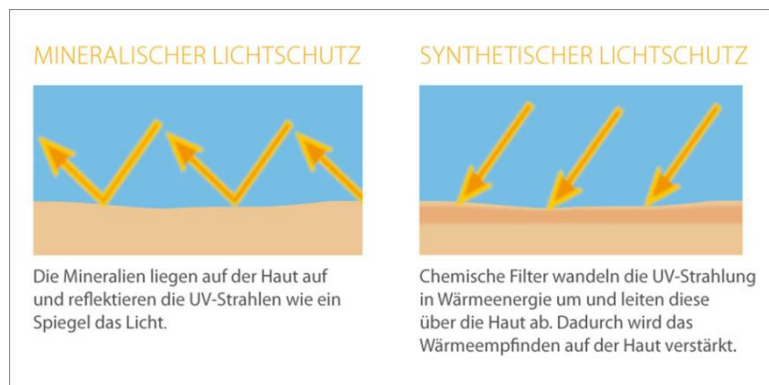 MINERALISCHER LICHTSCHUTZ
Die Mineralien liegen auf der Haut auf
und reflektieren die UV-Strahlen wie ein
Spiegel das Licht.
SYNTHETISCHER LICHTSCHUTZ
Chemische Filter wandeln die UV-Strahlung
in Wärmeenergie um und leiten diese
über die Haut ab. Dadurch wird das
Wärmeempfinden auf der Haut verstärkt.